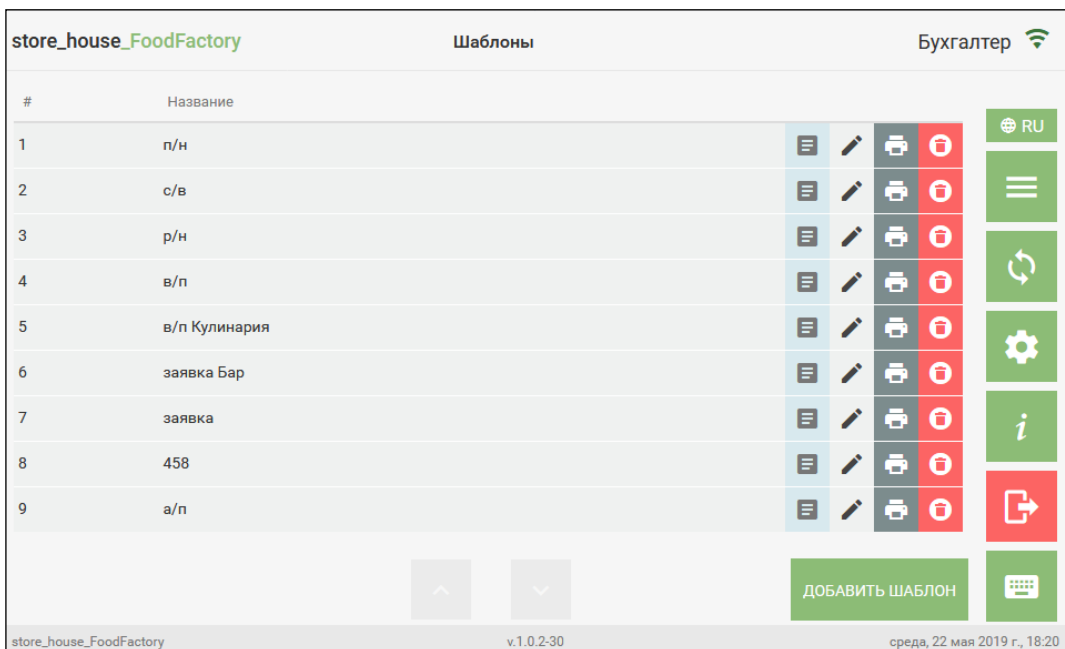 store_house_FoodFactory Шаблоны Бухгалтер
# Название
RU
1 п/н
2 с/в
3 р/н
4 в/п
5 в/п Кулинария
6 заявка Бар
7 заявка
8 458
9 а/п
ДОБАВИТЬ ШАБЛОН
store_house_FoodFactory v.1.0.2-30 среда, 22 мая 2019 г., 18:20